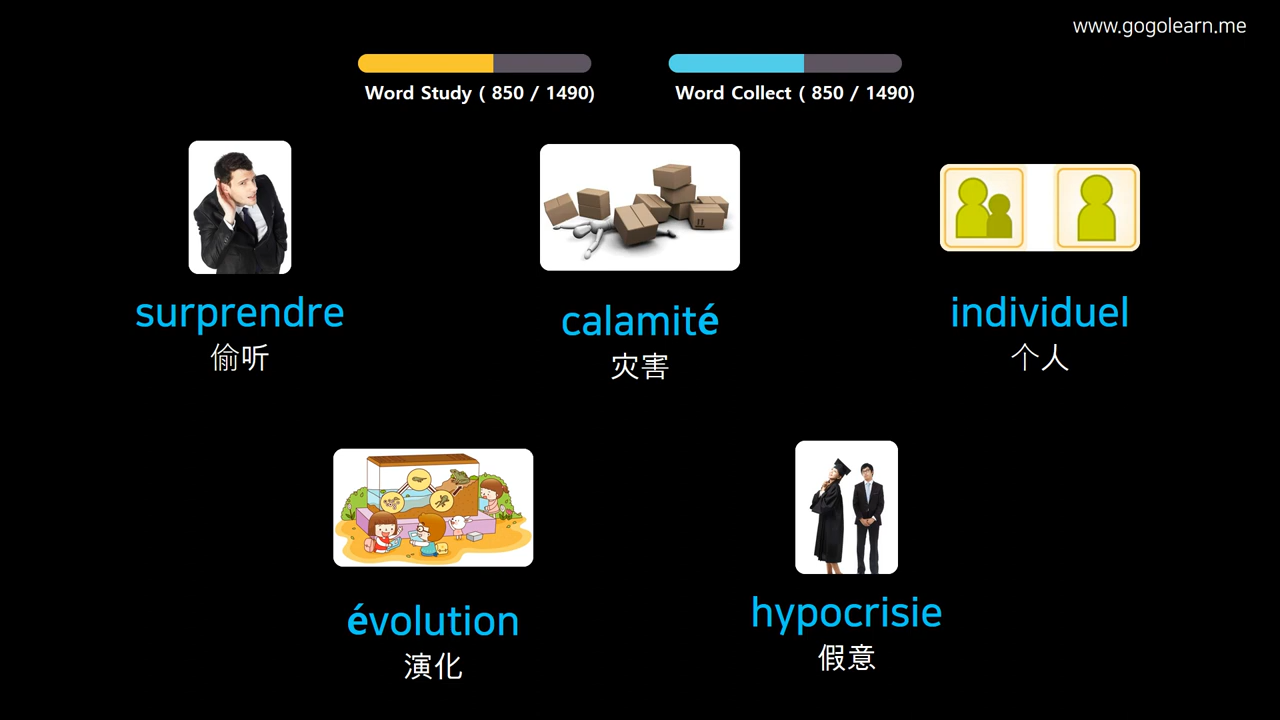 www.gogolearn.me
Word Study ( 850 / 1490)
Word Collect ( 850 / 1490)
surprendre
偷听
calamité
灾害
individuel
个人
évolution
演化
hypocrisie
假意